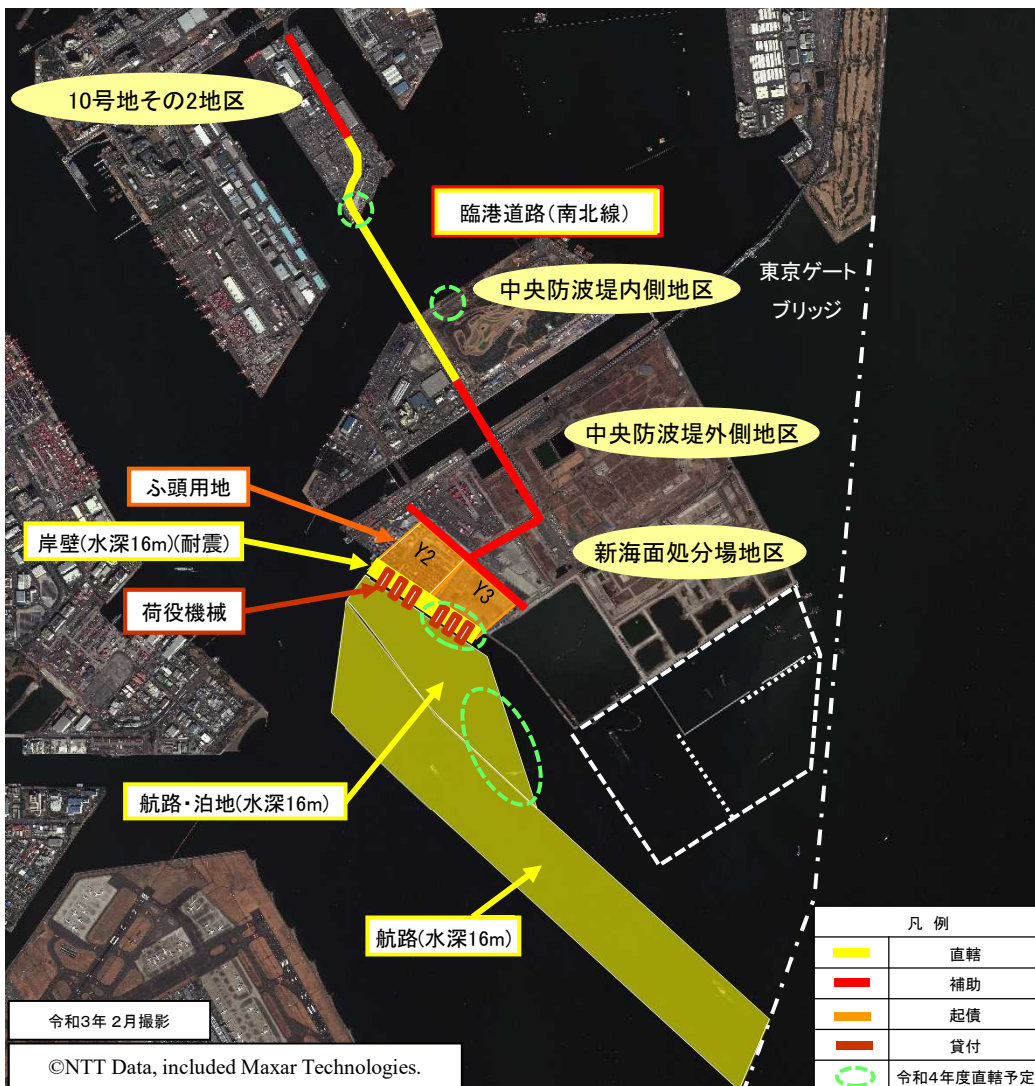 10号地その2地区
臨港道路(南北線)
東京ゲート
ブリッジ
中央防波堤内側地区
中央防波堤外側地区
ふ頭用地
岸壁(水深16m)(耐震)
新海面処分場地区
Y2
Y3
荷役機械
航路・泊地(水深16m)
航路(水深16m)
凡 例
直轄
補助
起債
貸付
令和4年度直轄予定
令和3年 2月撮影
©NTT Data, included Maxar Technologies.